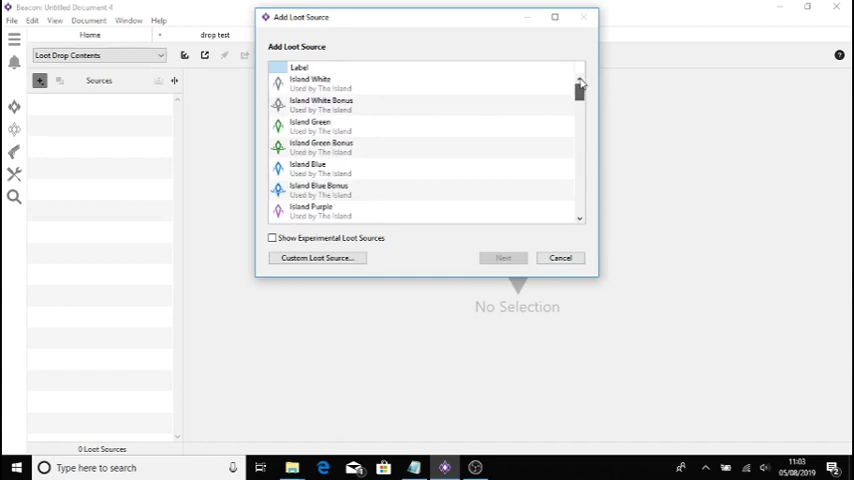 Beacon: Untitled Document 4
File Edit View Document Window Help
Home
drop test
Loot Drop Contents
Sources
0 Loot Sources
No Selection
Add Loot Source
Add Loot Source
Label
Island White
Used by The Island
Island White Bonus
Used by The Island
Island Green
Used by The Island
Island Green Bonus
Used by The Island
Island Blue
Used by The Island
Island Blue Bonus
Used by The Island
Island Purple
Used by The Island
Show Experimental Loot Sources
Custom Loot Source...
Next
Cancel
Type here to search
11:03
05/08/2019